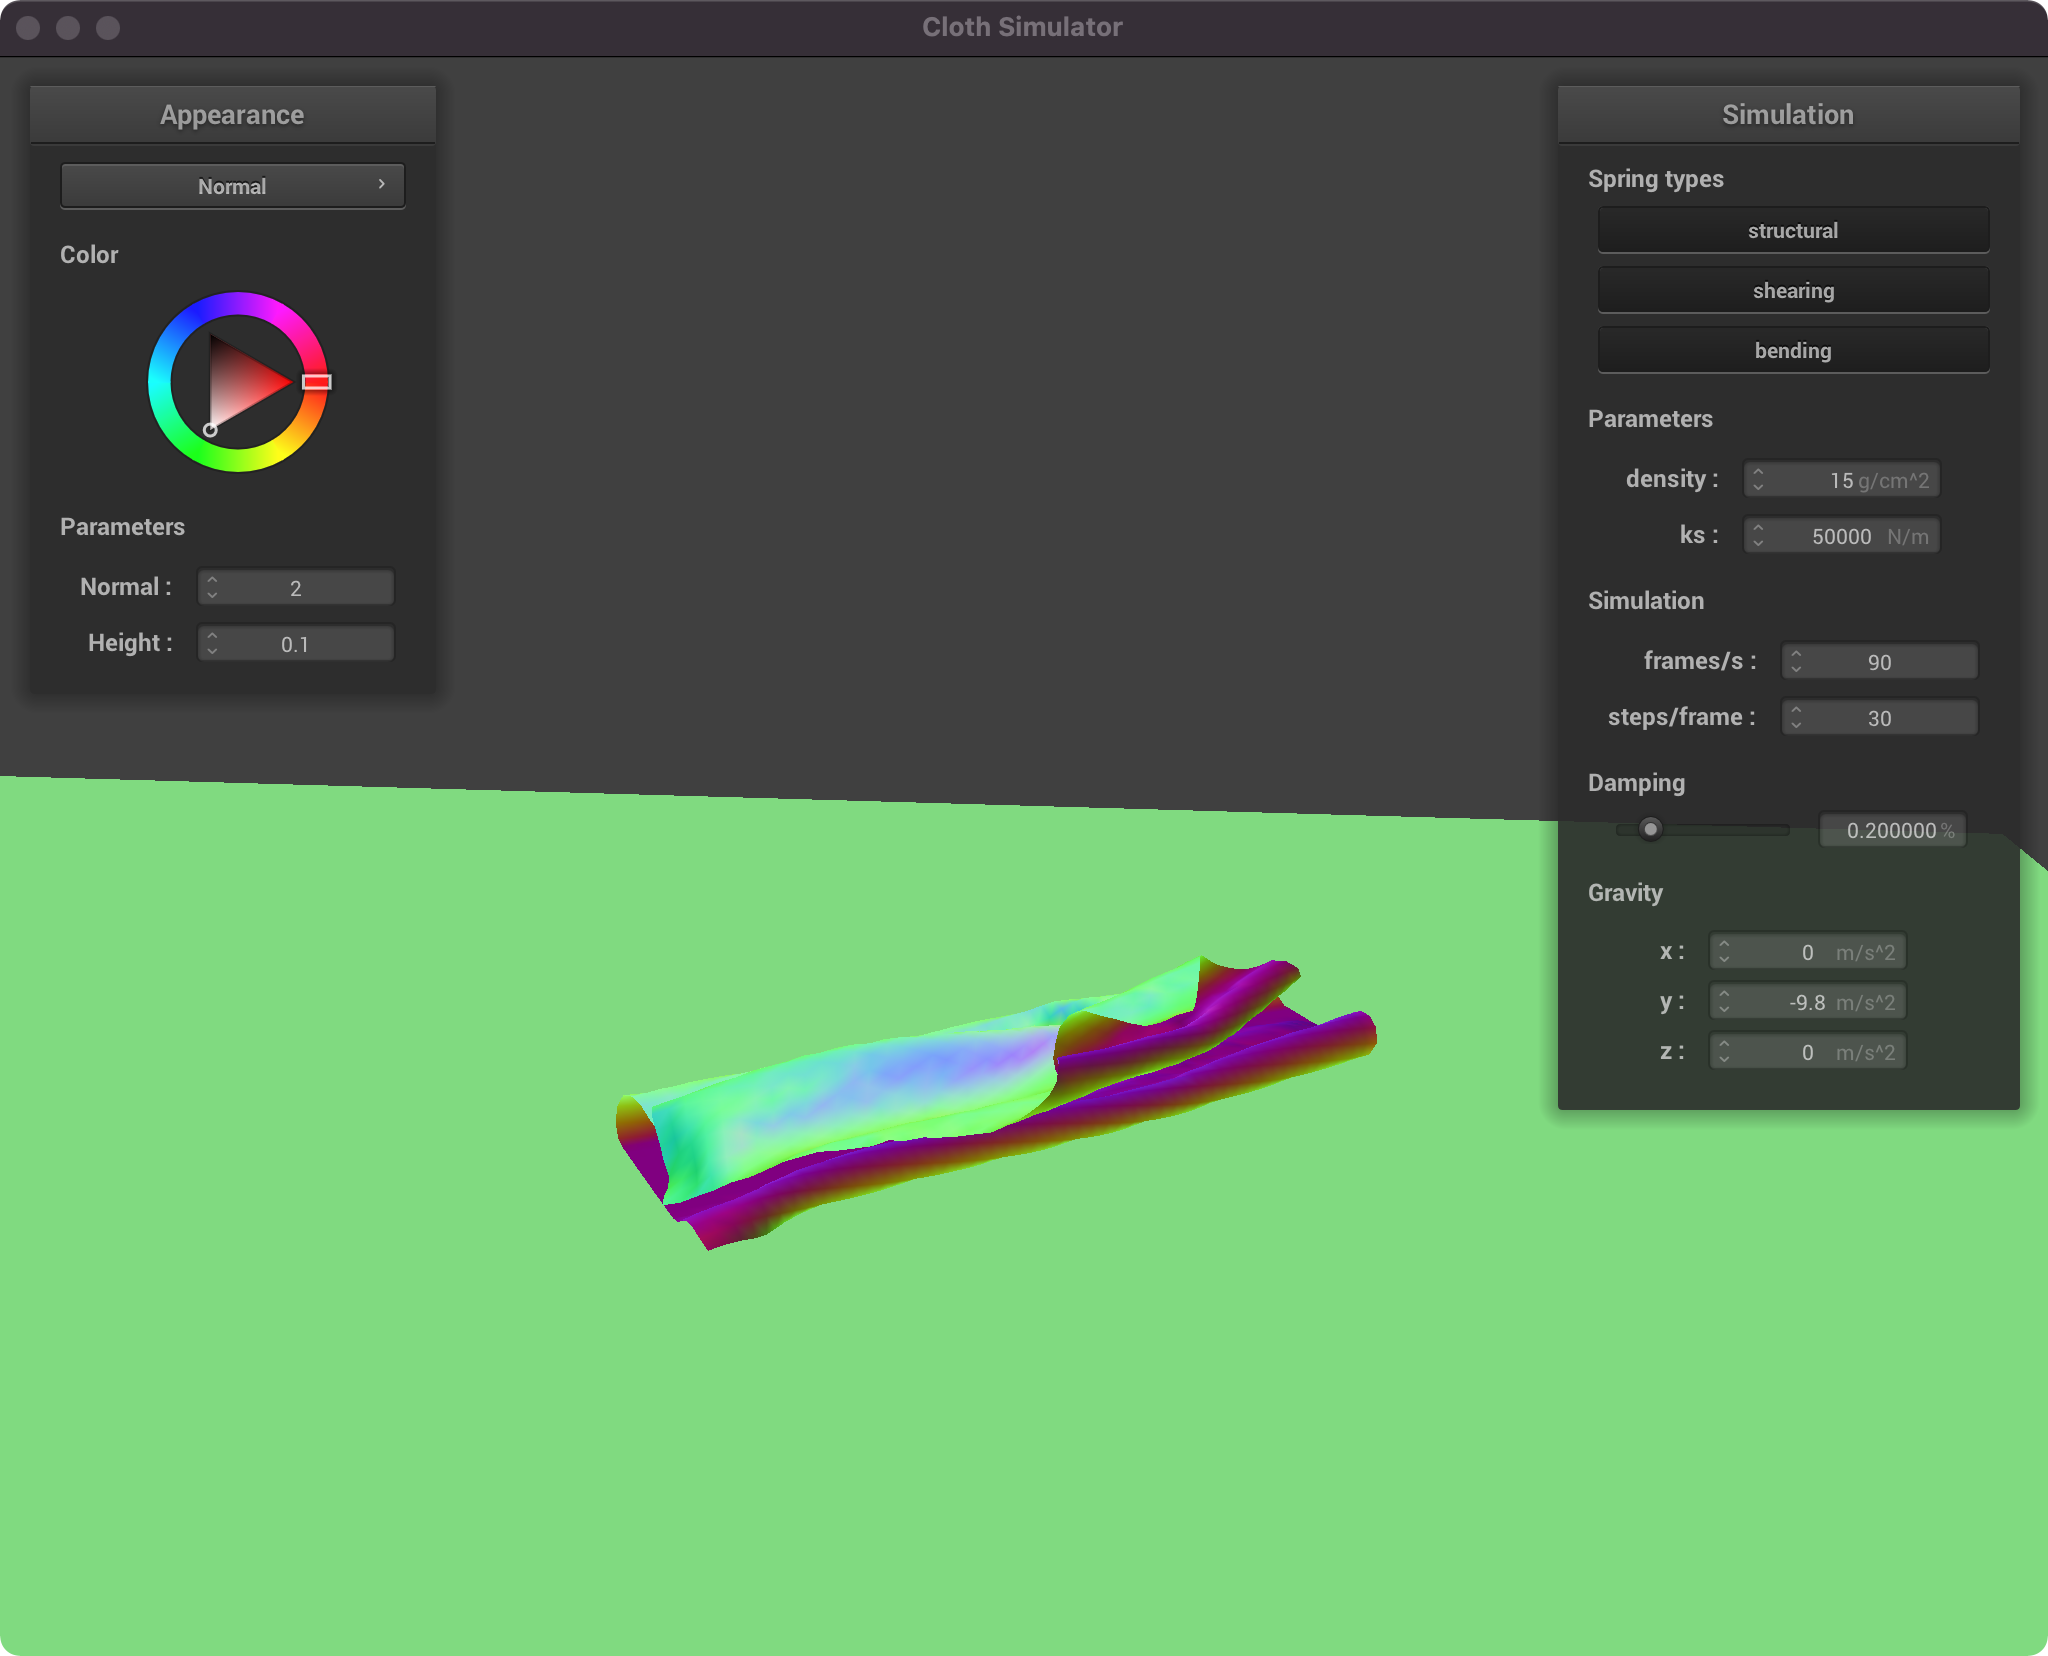 Cloth Simulator
Appearance
Normal
Color
Parameters
Normal : 2
Height : 0.1
Simulation
Spring types
structural
shearing
bending
Parameters
density : 15 g/cm^2
ks : 50000 N/m
Simulation
frames/s : 90
steps/frame : 30
Damping
0.200000 %
Gravity
x : 0 m/s^2
y : -9.8 m/s^2
z : 0 m/s^2